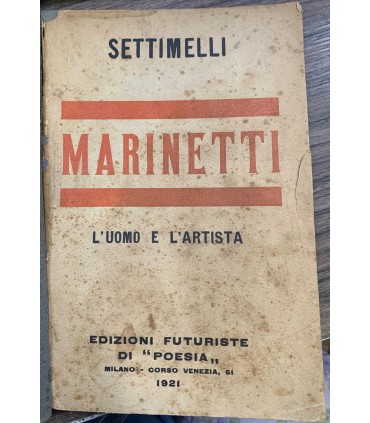 SETTIMELLI
MARINETTI
L'UOMO E L'ARTISTA
EDIZIONI FUTURISTE
DI "POESIA„
MILANO - CORSO VENEZIA, 61
1921